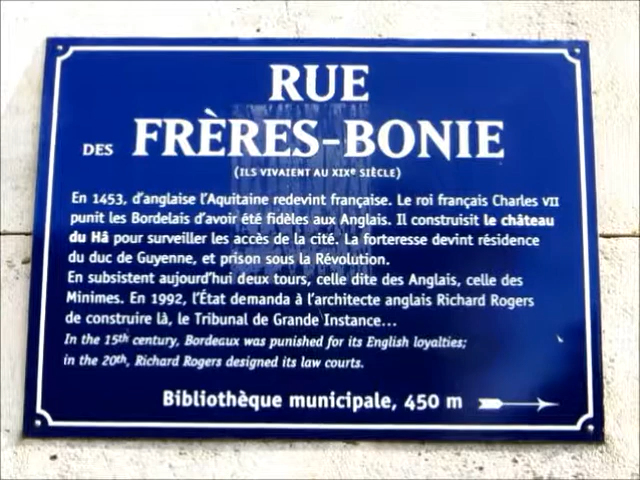 RUE
DES FRÈRES-BONIE
(ILS VIVAIENT AU XIXe SIÈCLE)
En 1453, d'anglaise l'Aquitaine redevint française. Le roi français Charles VII
punit les Bordelais d'avoir été fidèles aux Anglais. Il construisit le château
du Hâ pour surveiller les accès de la cité. La forteresse devint résidence
du duc de Guyenne, et prison sous la Révolution.
En subsistent aujourd'hui deux tours, celle dite des Anglais, celle des
Minimes. En 1992, l'État demanda à l'architecte anglais Richard Rogers
de construire là, le Tribunal de Grande Instance...
In the 15th century, Bordeaux was punished for its English loyalties;
in the 20th, Richard Rogers designed its law courts.
Bibliothèque municipale, 450 m